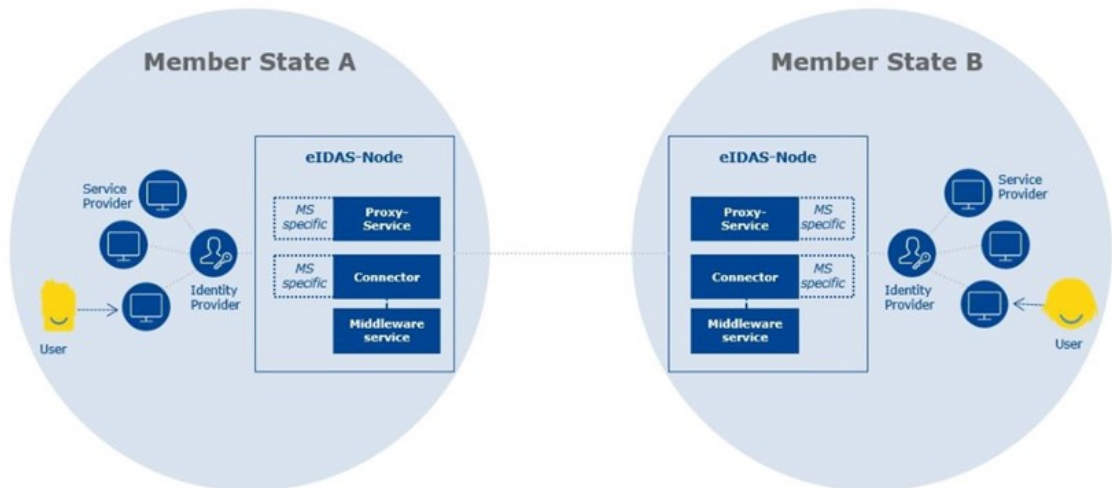 Member State A
eIDAS-Node
Service
Provider
MS
specific
Proxy-
Service
MS
specific
Connector
Identity
Provider
Middleware
service
User
Member State B
eIDAS-Node
Proxy-
Service
MS
specific
Service
Provider
Connector
MS
specific
Identity
Provider
Middleware
service
User